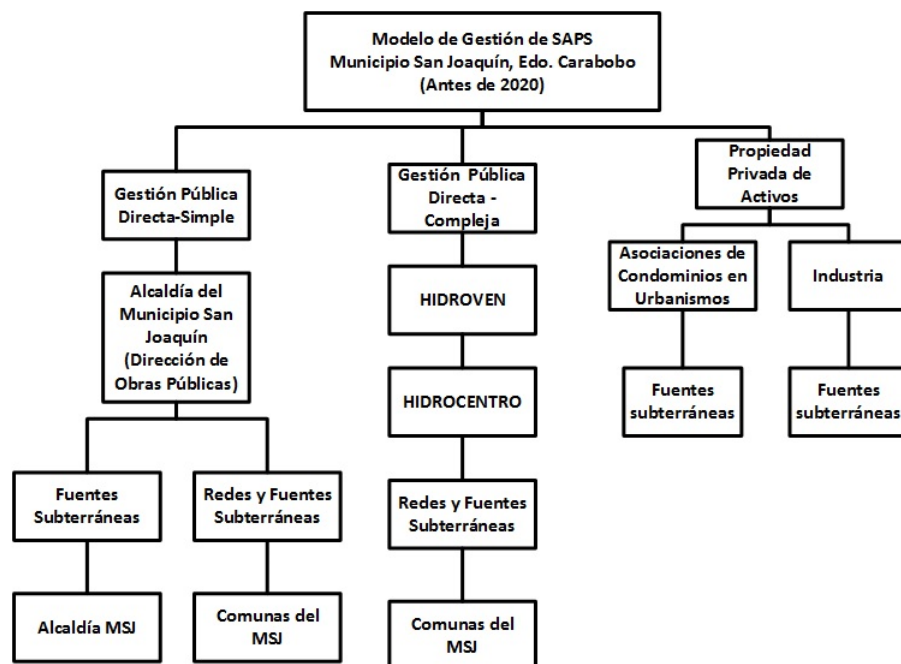 Modelo de Gestión de SAPS
Municipio San Joaquín, Edo. Carabobo
(Antes de 2020)
Gestión Pública
Directa-Simple
Alcaldía del
Municipio San
Joaquín
(Dirección de
Obras Públicas)
Fuentes
Subterráneas
Alcaldía MSJ
Redes y Fuentes
Subterráneas
Comunas del
MSJ
Gestión Pública
Directa -
Compleja
HIDROVEN
HIDROCENTRO
Redes y Fuentes
Subterráneas
Comunas del
MSJ
Propiedad
Privada de
Activos
Asociaciones de
Condominios en
Urbanismos
Fuentes
subterráneas
Industria
Fuentes
subterráneas